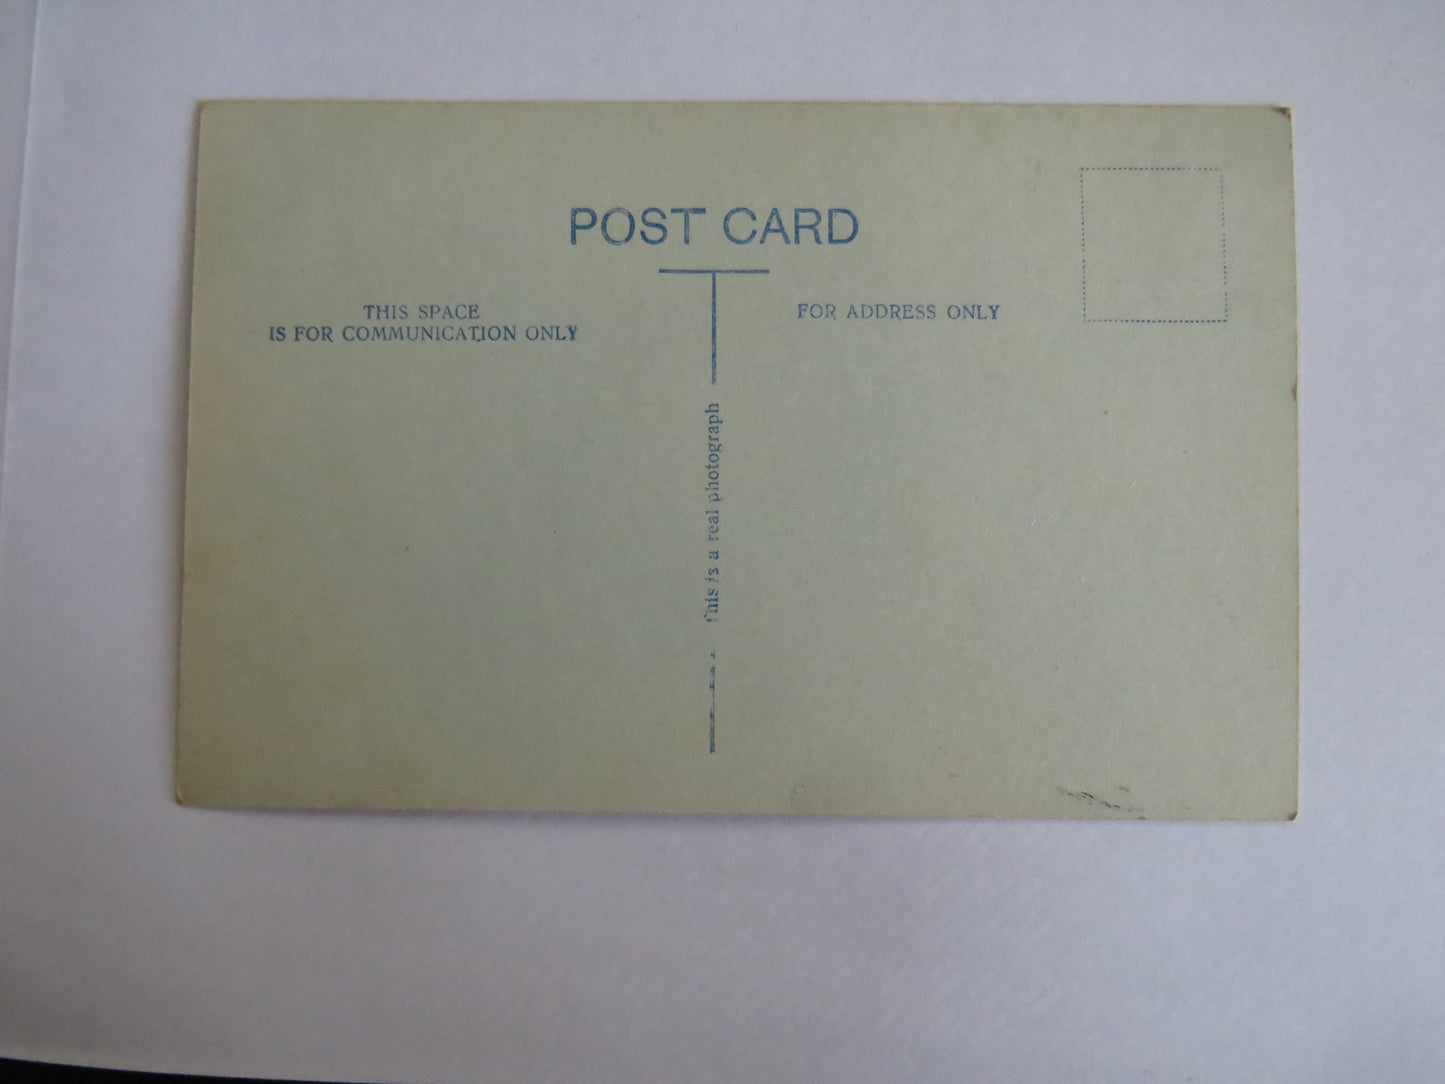 POST CARD
THIS SPACE
IS FOR COMMUNICATION ONLY
FOR ADDRESS ONLY
This is a real photograph